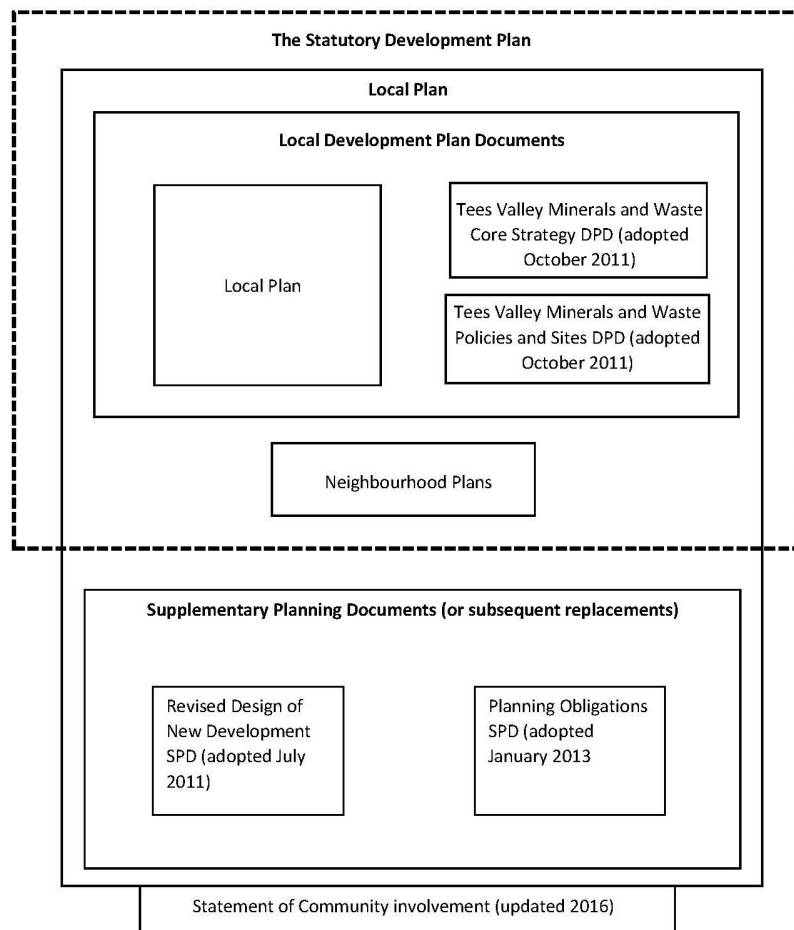 The Statutory Development Plan
Local Plan
Local Development Plan Documents
Local Plan
Tees Valley Minerals and Waste
Core Strategy DPD (adopted
October 2011)
Tees Valley Minerals and Waste
Policies and Sites DPD (adopted
October 2011)
Neighbourhood Plans
Supplementary Planning Documents (or subsequent replacements)
Revised Design of
New Development
SPD (adopted July
2011)
Planning Obligations
SPD (adopted
January 2013
Statement of Community involvement (updated 2016)